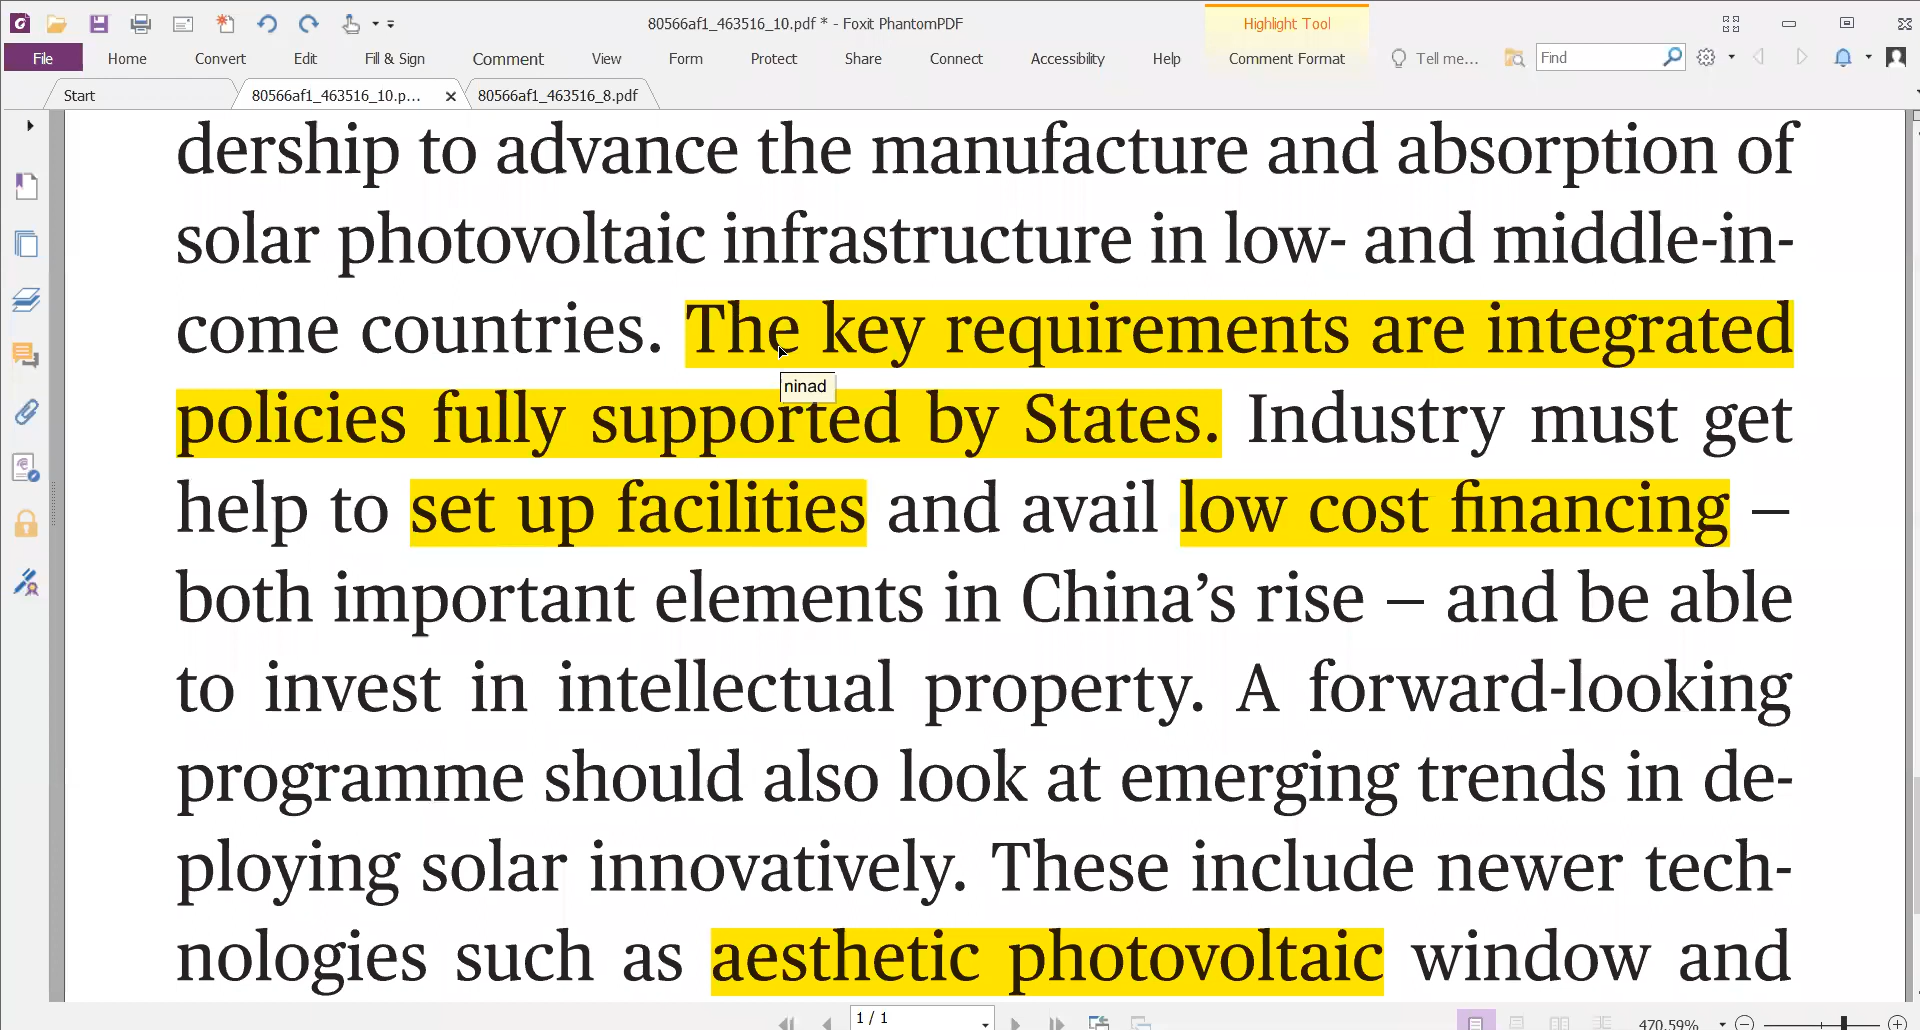 80566af1_463516_10.pdf * - Foxit PhantomPDF
Highlight Tool
File Home Convert Edit Fill & Sign Comment View Form Protect Share Connect Accessibility Help Comment Format Tell me... Find
Start 80566af1_463516_10.p... 80566af1_463516_8.pdf
dership to advance the manufacture and absorption of
solar photovoltaic infrastructure in low- and middle-in-
come countries. The key requirements are integrated
ninad
policies fully supported by States. Industry must get
help to set up facilities and avail low cost financing –
both important elements in China’s rise – and be able
to invest in intellectual property. A forward-looking
programme should also look at emerging trends in de-
ploying solar innovatively. These include newer tech-
nologies such as aesthetic photovoltaic window and
1 / 1 470.59%